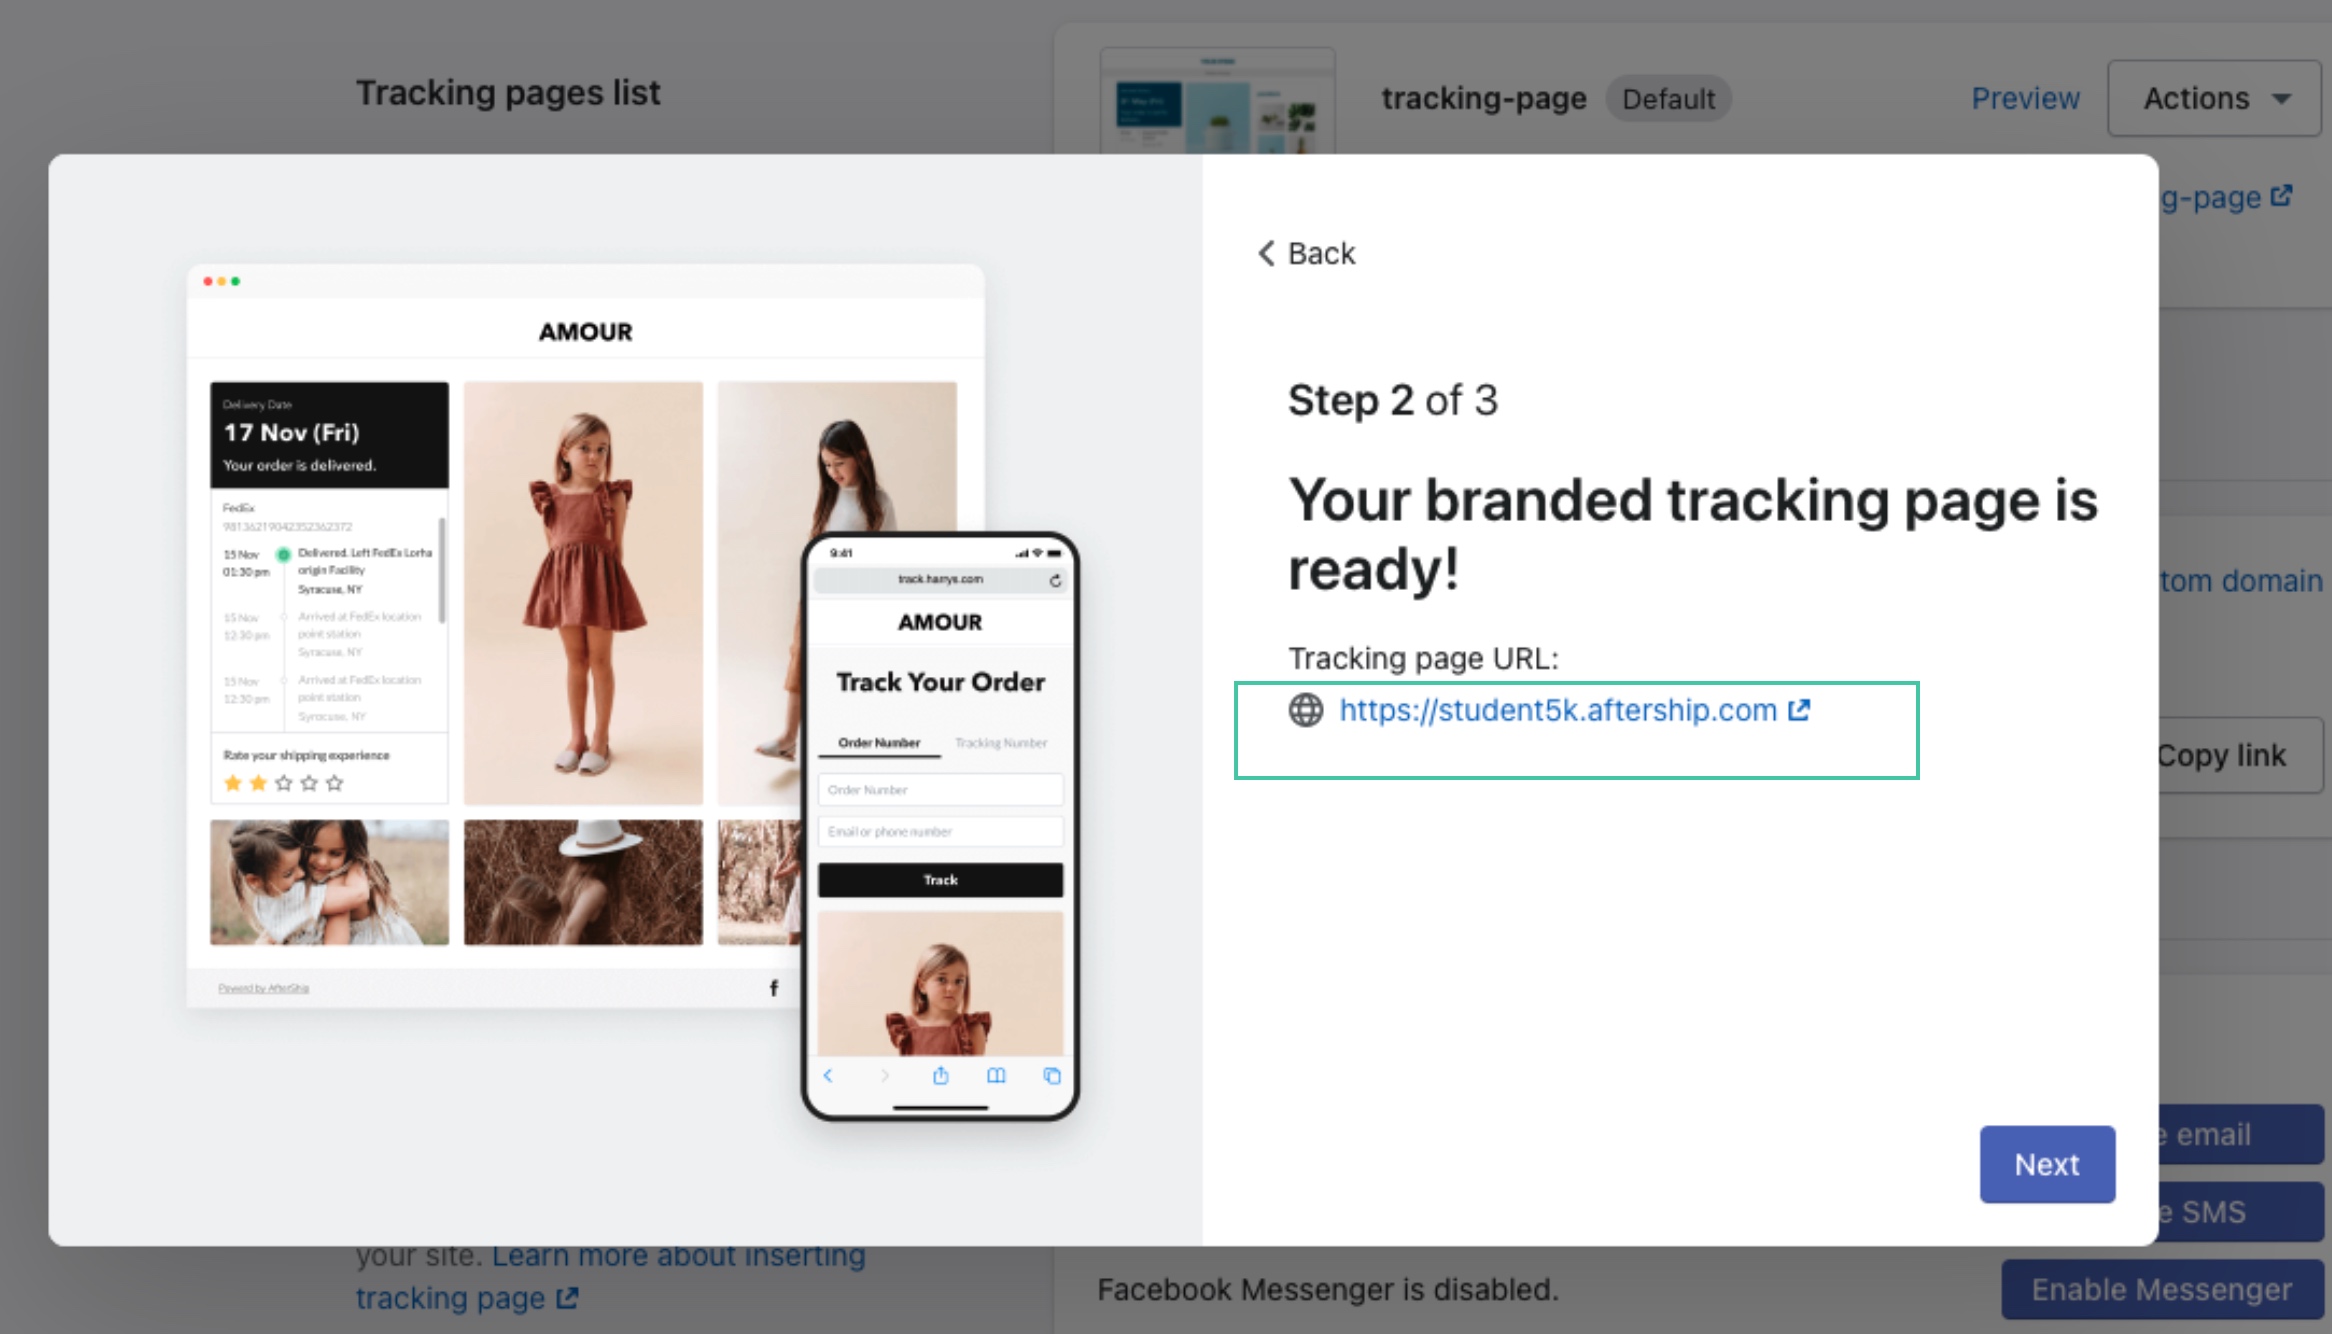 Tracking pages list
tracking-page Default
Preview
Actions
g-page
Back
Step 2 of 3
Your branded tracking page is
ready!
Tracking page URL:
https://student5k.aftership.com
Next
tom domain
Copy link
e email
e SMS
AMOUR
Delivery Date
17 Nov (Fri)
Your order is delivered.
FedEx
98136219042352362372
15 Nov
01:30 pm
Delivered. Left FedEx Lorha
origin Facility
Syracuse, NY
15 Nov
12:30 pm
Arrived at FedEx location
point station
Syracuse, NY
15 Nov
12:30 pm
Arrived at FedEx location
point station
Syracuse, NY
Rate your shipping experience
Powered by AfterShip
f
9:41
track.harrys.com
AMOUR
Track Your Order
Order Number
Tracking Number
Order Number
Email or phone number
Track
your site. Learn more about inserting
tracking page
Facebook Messenger is disabled.
Enable Messenger